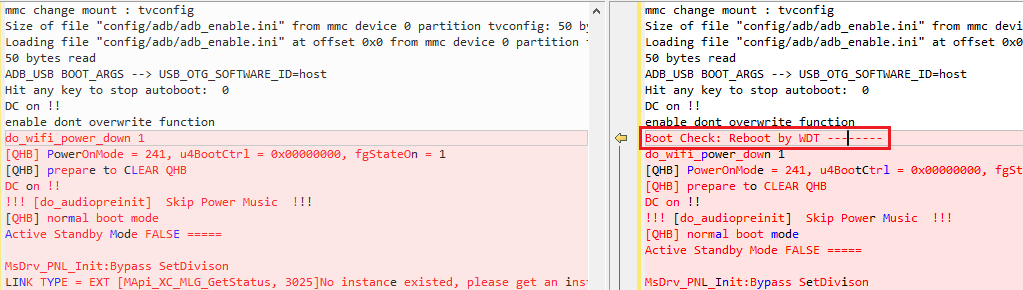 mmc change mount : tvconfig
Size of file "config/adb/adb_enable.ini" from mmc device 0 partition tvconfig: 50 by
Loading file "config/adb/adb_enable.ini" at offset 0x0 from mmc device 0 partition
50 bytes read
ADB_USB BOOT_ARGS --> USB_OTG_SOFTWARE_ID=host
Hit any key to stop autoboot:  0
DC on !!
enable dont overwrite function
do_wifi_power_down 1
[QHB] PowerOnMode = 241, u4BootCtrl = 0x00000000, fgStateOn = 1
[QHB] prepare to CLEAR QHB
DC on !!
!!! [do_audiopreinit]  Skip Power Music  !!!
[QHB] normal boot mode
Active Standby Mode FALSE =====

MsDrv_PNL_Init:Bypass SetDivison
LINK TYPE = EXT [MApi_XC_MLG_GetStatus, 3025]No instance existed, please get an inst
mmc change mount : tvconfig
Size of file "config/adb/adb_enable.ini" from mmc devic
Loading file "config/adb/adb_enable.ini" at offset 0x0
50 bytes read
ADB_USB BOOT_ARGS --> USB_OTG_SOFTWARE_ID=host
Hit any key to stop autoboot:  0
DC on !!
enable dont overwrite function
Boot Check: Reboot by WDT --------
do_wifi_power_down 1
[QHB] PowerOnMode = 241, u4BootCtrl = 0x00000000, fgSta
[QHB] prepare to CLEAR QHB
DC on !!
!!! [do_audiopreinit]  Skip Power Music  !!!
[QHB] normal boot mode
Active Standby Mode FALSE =====

MsDrv_PNL_Init:Bypass SetDivison